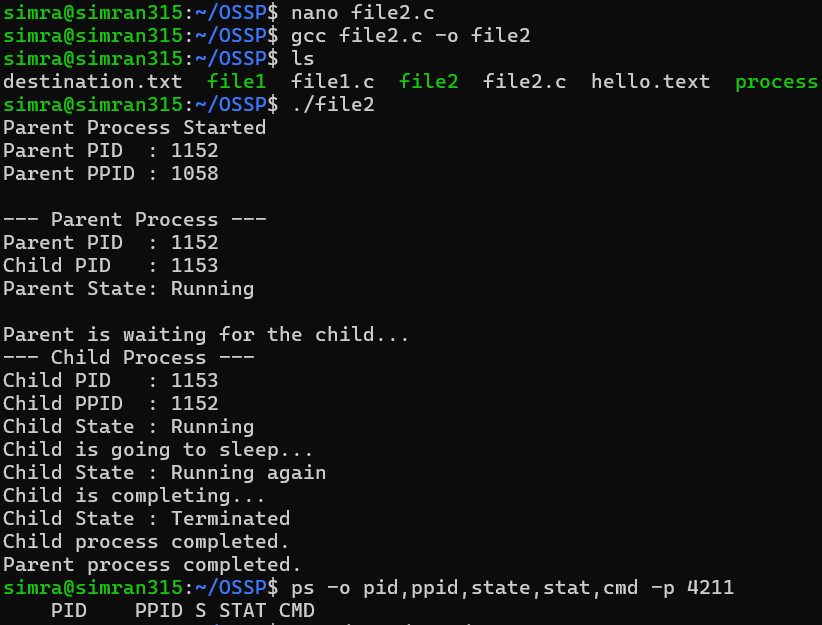 simra@simran315:~/OSSP$ nano file2.c
simra@simran315:~/OSSP$ gcc file2.c -o file2
simra@simran315:~/OSSP$ ls
destination.txt  file1  file1.c  file2  file2.c  hello.text  process
simra@simran315:~/OSSP$ ./file2
Parent Process Started
Parent PID  : 1152
Parent PPID : 1058

--- Parent Process ---
Parent PID  : 1152
Child PID   : 1153
Parent State: Running

Parent is waiting for the child...
--- Child Process ---
Child PID   : 1153
Child PPID  : 1152
Child State : Running
Child is going to sleep...
Child State : Running again
Child is completing...
Child State : Terminated
Child process completed.
Parent process completed.
simra@simran315:~/OSSP$ ps -o pid,ppid,state,stat,cmd -p 4211
    PID    PPID S STAT CMD